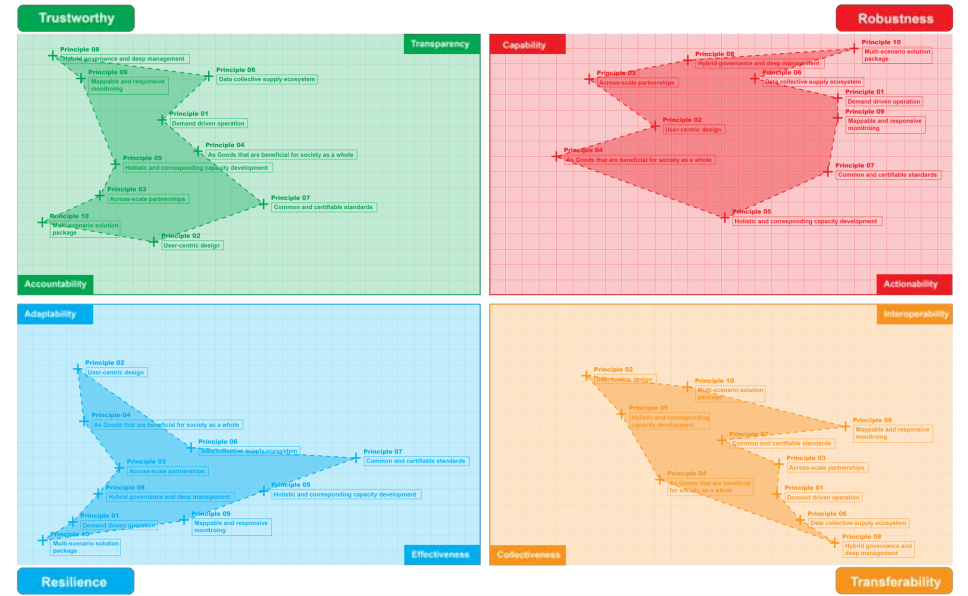 Trustworthy
Robustness
Transparency
Principle 08
Hybrid governance and deep management
Principle 09
Mappable and responsive
monitroing
Principle 06
Data collective supply ecosystem
Principle 01
Demand driven operation
Principle 04
As Goods that are beneficial for society as a whole
Principle 05
Holistic and corresponding capacity development
Principle 03
Across-scale partnerships
Principle 07
Common and certifiable standards
Principle 10
Multi-scenario solution
package
Principle 02
User-centric design
Accountability
Capability
Principle 10
Multi-scenario solution
package
Principle 08
Hybrid governance and deep management
Principle 03
Across-scale partnerships
Principle 06
Data collective supply ecosystem
Principle 01
Demand driven operation
Principle 09
Mappable and responsive
monitroing
Principle 02
User-centric design
Principle 04
As Goods that are beneficial for society as a whole
Principle 07
Common and certifiable standards
Principle 05
Holistic and corresponding capacity development
Actionability
Adaptability
Principle 02
User-centric design
Principle 04
As Goods that are beneficial for society as a whole
Principle 06
Data collective supply ecosystem
Principle 07
Common and certifiable standards
Principle 03
Across-scale partnerships
Principle 08
Hybrid governance and deep management
Principle 05
Holistic and corresponding capacity development
Principle 01
Demand driven operation
Principle 09
Mappable and responsive
monitroing
Principle 10
Multi-scenario solution
package
Effectiveness
Interoperability
Principle 02
User-centric design
Principle 10
Multi-scenario solution
package
Principle 05
Holistic and corresponding
capacity development
Principle 09
Mappable and responsive
monitroing
Principle 07
Common and certifiable standards
Principle 03
Across-scale partnerships
Principle 04
As Goods that are beneficial
for society as a whole
Principle 01
Demand driven operation
Principle 06
Data collective supply ecosystem
Principle 08
Hybrid governance and
deep management
Collectiveness
Resilience
Transferability